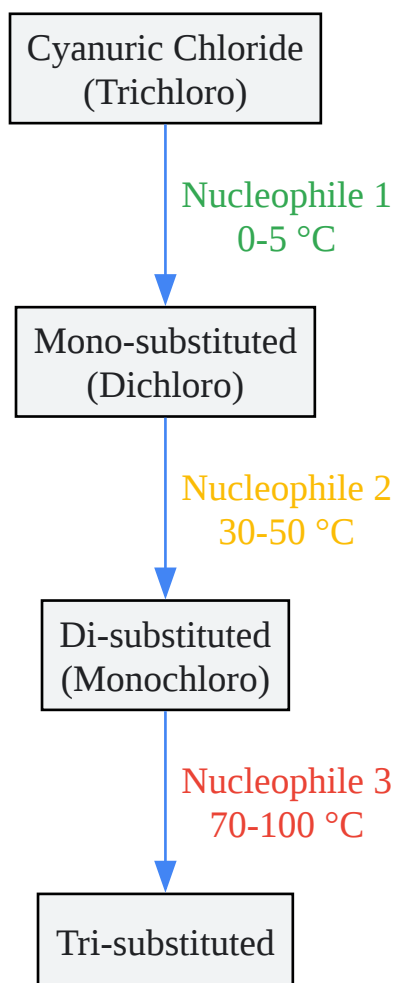 Cyanuric Chloride
(Trichloro)
Nucleophile 1
0-5 °C
Mono-substituted
(Dichloro)
Nucleophile 2
30-50 °C
Di-substituted
(Monochloro)
Nucleophile 3
70-100 °C
Tri-substituted